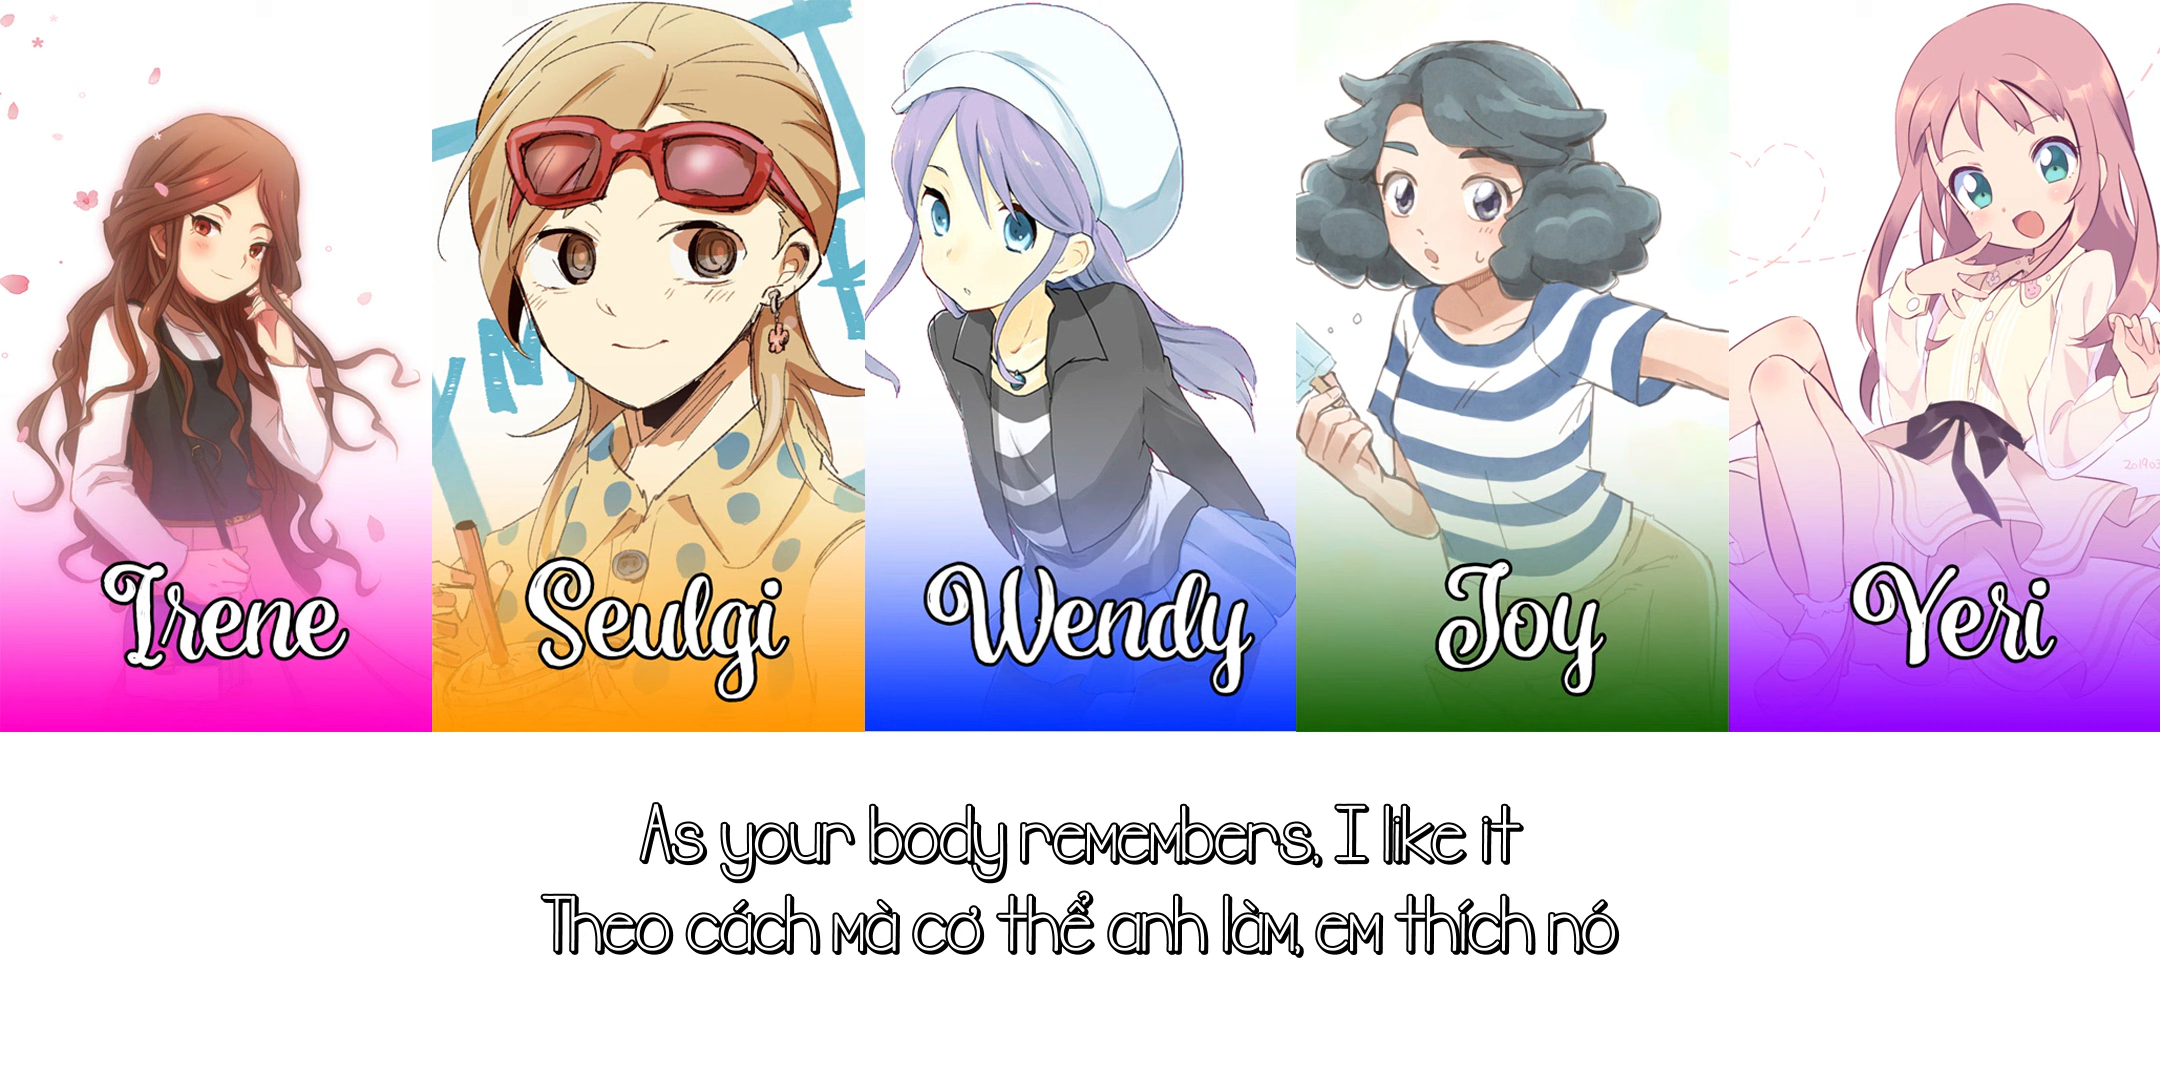 Irene
Seulgi
Wendy
Joy
Yeri
As your body remembers, I like it
Theo cách mà cơ thể anh làm, em thích nó